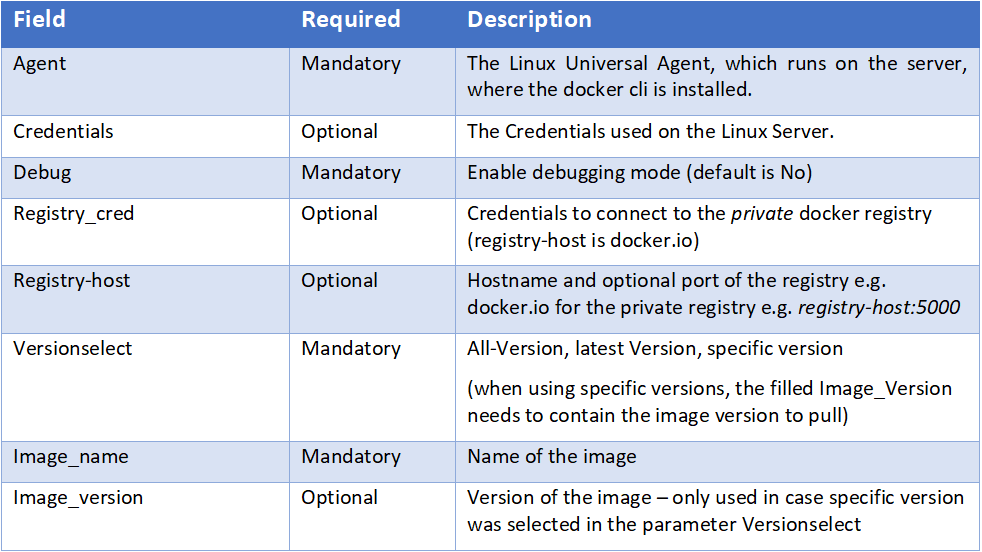 Field Required Description
Agent Mandatory The Linux Universal Agent, which runs on the server,
where the docker cli is installed.
Credentials Optional The Credentials used on the Linux Server.
Debug Mandatory Enable debugging mode (default is No)
Registry_cred Optional Credentials to connect to the private docker registry
(registry-host is docker.io)
Registry-host Optional Hostname and optional port of the registry e.g.
docker.io for the private registry e.g. registry-host:5000
Versionselect Mandatory All-Version, latest Version, specific version
(when using specific versions, the filled Image_Version
needs to contain the image version to pull)
Image_name Mandatory Name of the image
Image_version Optional Version of the image – only used in case specific version
was selected in the parameter Versionselect